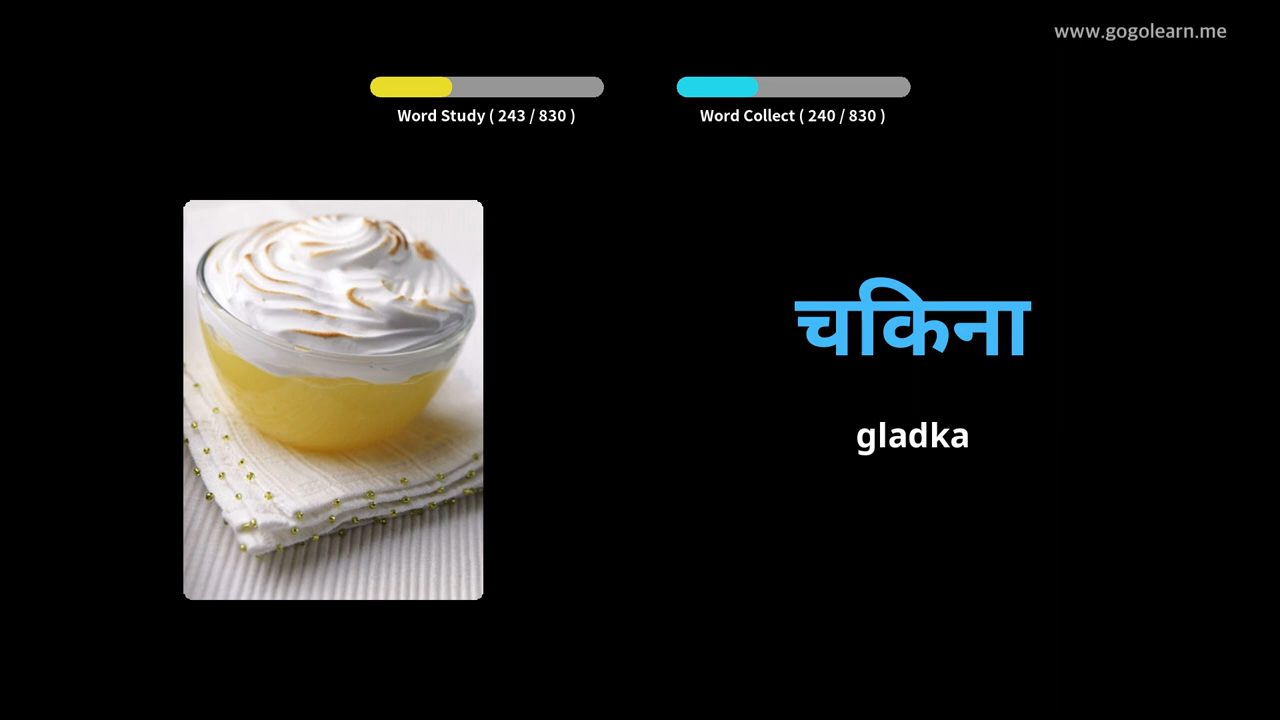 www.gogolearn.me
Word Study ( 243 / 830 )
Word Collect ( 240 / 830 )
चकिना
gladka